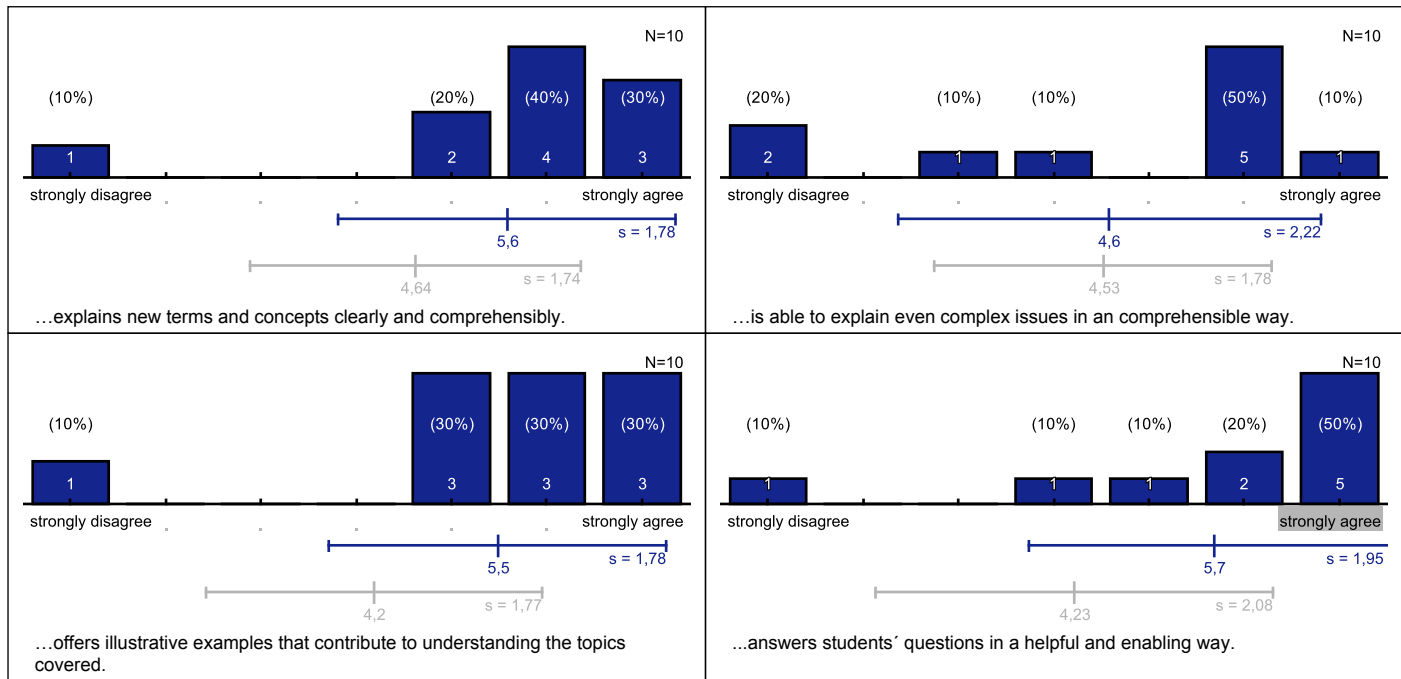 N=10
(10%) (20%) (40%) (30%)
1 2 4 3
strongly disagree strongly agree
5,6 s = 1,78
4,64 s = 1,74
…explains new terms and concepts clearly and comprehensibly.
N=10
(20%) (10%) (10%) (50%) (10%)
2 1 1 5 1
strongly disagree strongly agree
4,6 s = 2,22
4,53 s = 1,78
…is able to explain even complex issues in an comprehensible way.
N=10
(10%) (30%) (30%) (30%)
1 3 3 3
strongly disagree strongly agree
5,5 s = 1,78
4,2 s = 1,77
…offers illustrative examples that contribute to understanding the topics
covered.
N=10
(10%) (10%) (10%) (20%) (50%)
1 1 1 2 5
strongly disagree strongly agree
5,7 s = 1,95
4,23 s = 2,08
...answers students´ questions in a helpful and enabling way.